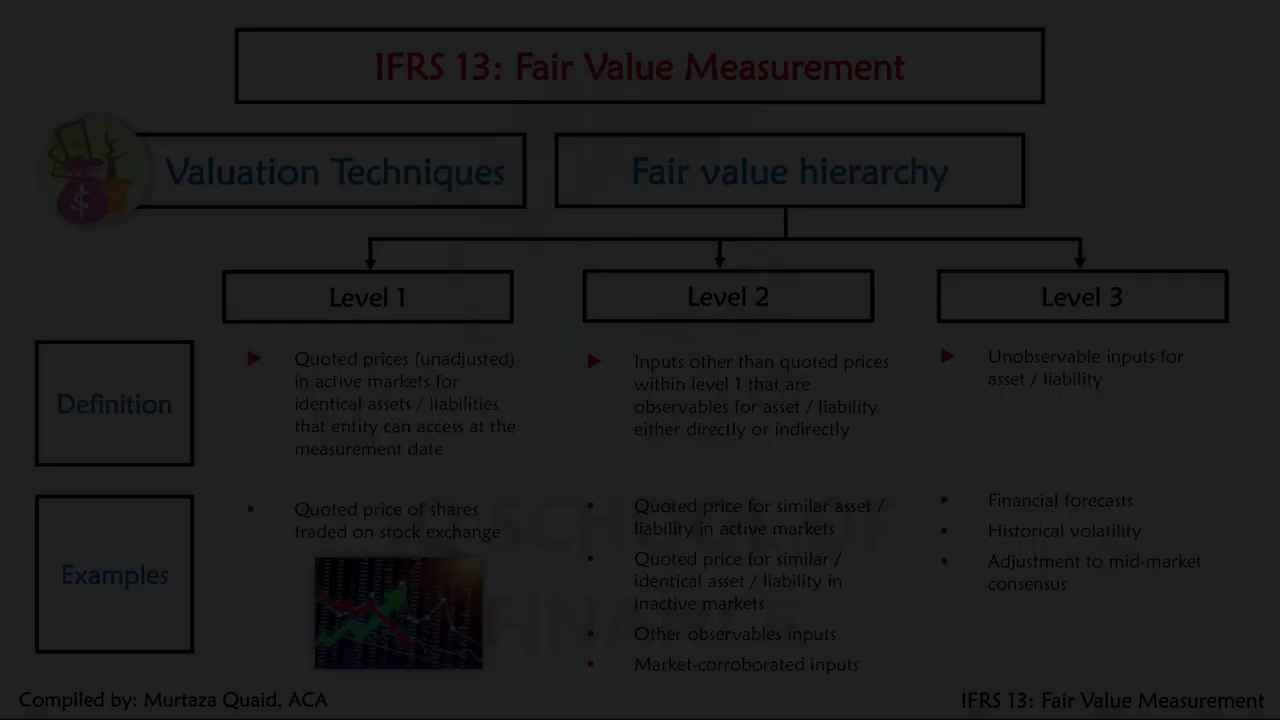 IFRS 13: Fair Value Measurement
Valuation Techniques
Fair value hierarchy
Level 1
Level 2
Level 3
Definition
Quoted prices (unadjusted)
in active markets for
identical assets / liabilities
that entity can access at the
measurement date
Inputs other than quoted prices
within level 1 that are
observables for asset / liability
either directly or indirectly
Unobservable inputs for
asset / liability
Examples
Quoted price of shares
traded on stock exchange
Quoted price for similar asset /
liability in active markets
Quoted price for similar /
identical asset / liability in
inactive markets
Other observables inputs
Market-corroborated inputs
Financial forecasts
Historical volatility
Adjustment to mid-market
consensus
SCHOOL OF
FINANCE
Compiled by: Murtaza Quaid, ACA
IFRS 13: Fair Value Measurement